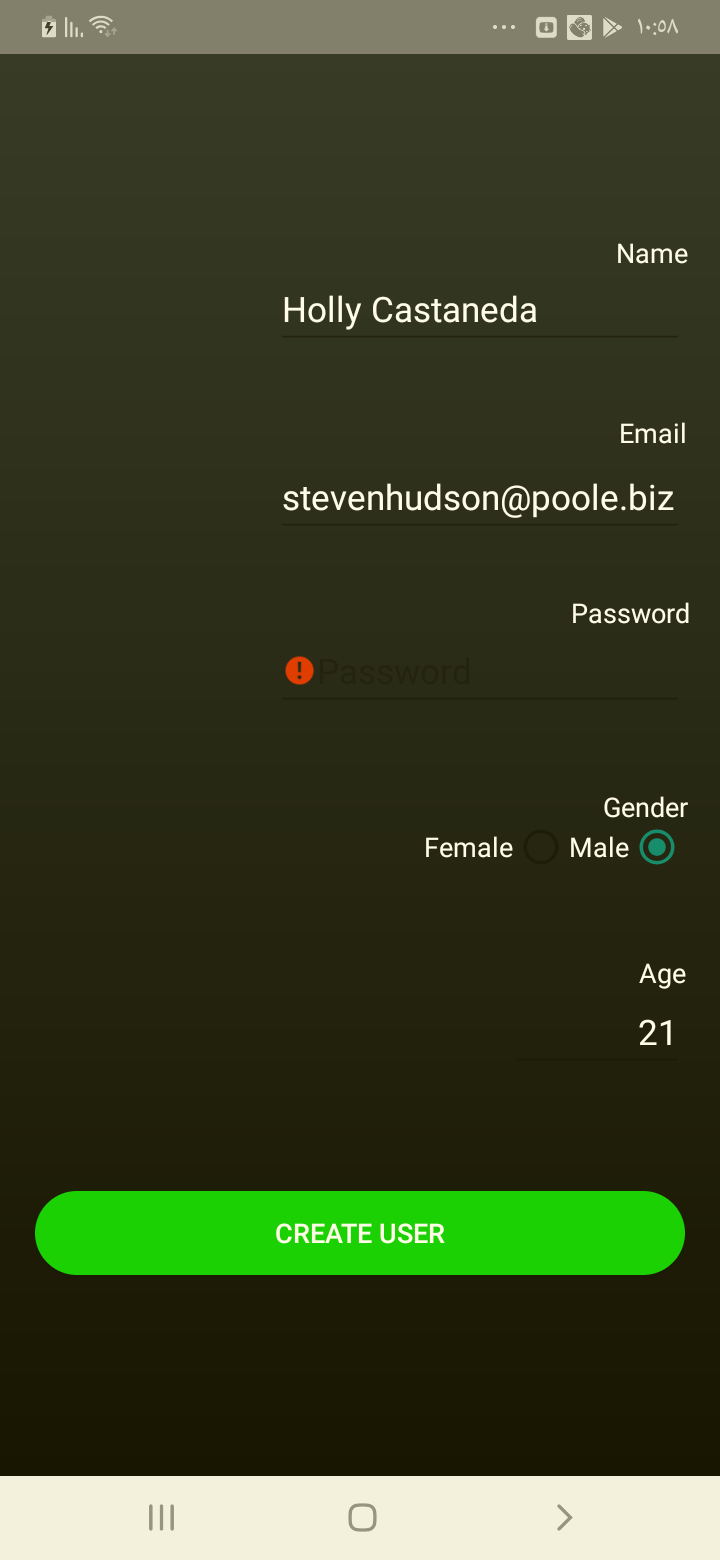 ١٠:٥٨
Name
Holly Castaneda
Email
stevenhudson@poole.biz
Password
Password
Gender
Female Male
Age
21
CREATE USER